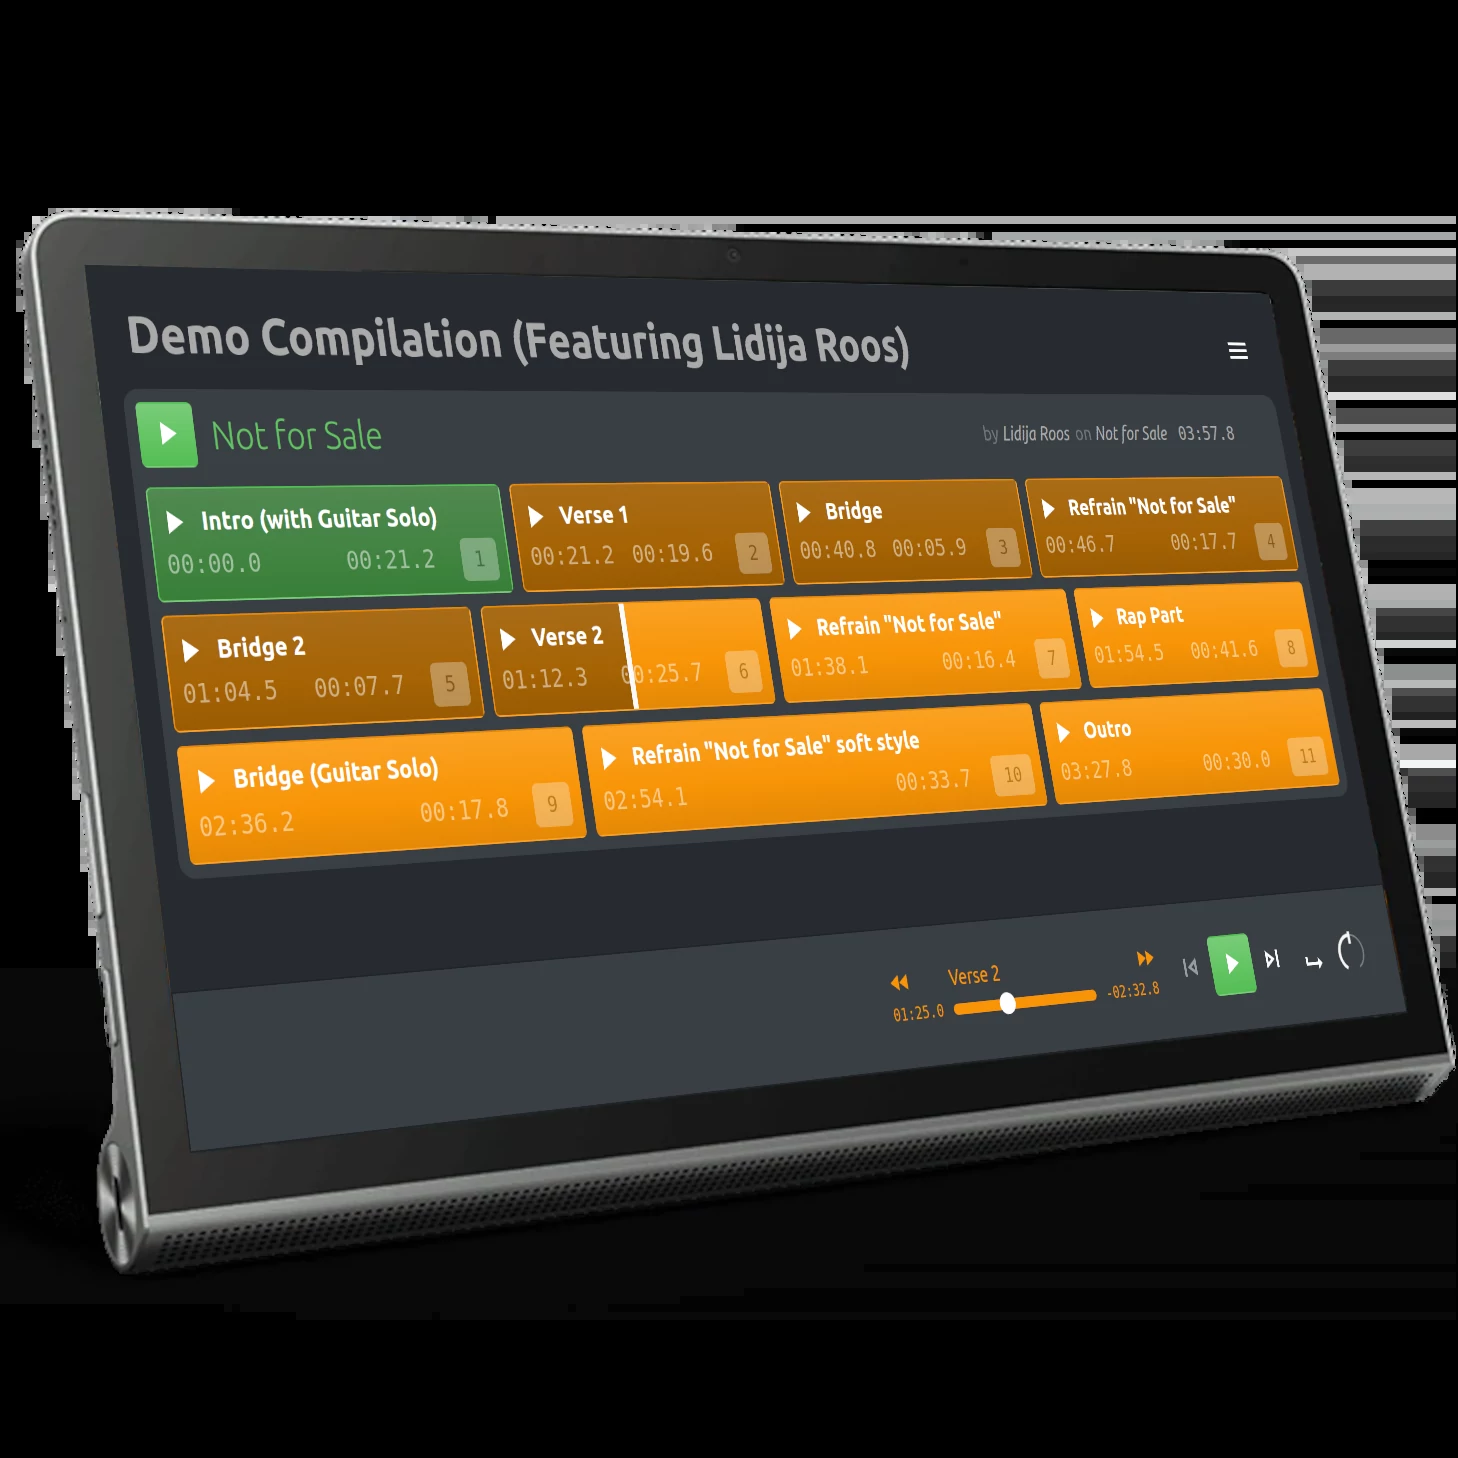 Demo Compilation (Featuring Lidija Roos)
Not for Sale
by Lidija Roos on Not for Sale 03:57.8
Intro (with Guitar Solo)
00:00.0 00:21.2 1
Verse 1
00:21.2 00:19.6 2
Bridge
00:40.8 00:05.9 3
Refrain "Not for Sale"
00:46.7 00:17.7 4
Bridge 2
01:04.5 00:07.7 5
Verse 2
01:12.3 00:25.7 6
Refrain "Not for Sale"
01:38.1 00:16.4 7
Rap Part
01:54.5 00:41.6 8
Bridge (Guitar Solo)
02:36.2 00:17.8 9
Refrain "Not for Sale" soft style
02:54.1 00:33.7 10
Outro
03:27.8 00:30.0 11
Verse 2
01:25.0 -02:32.8